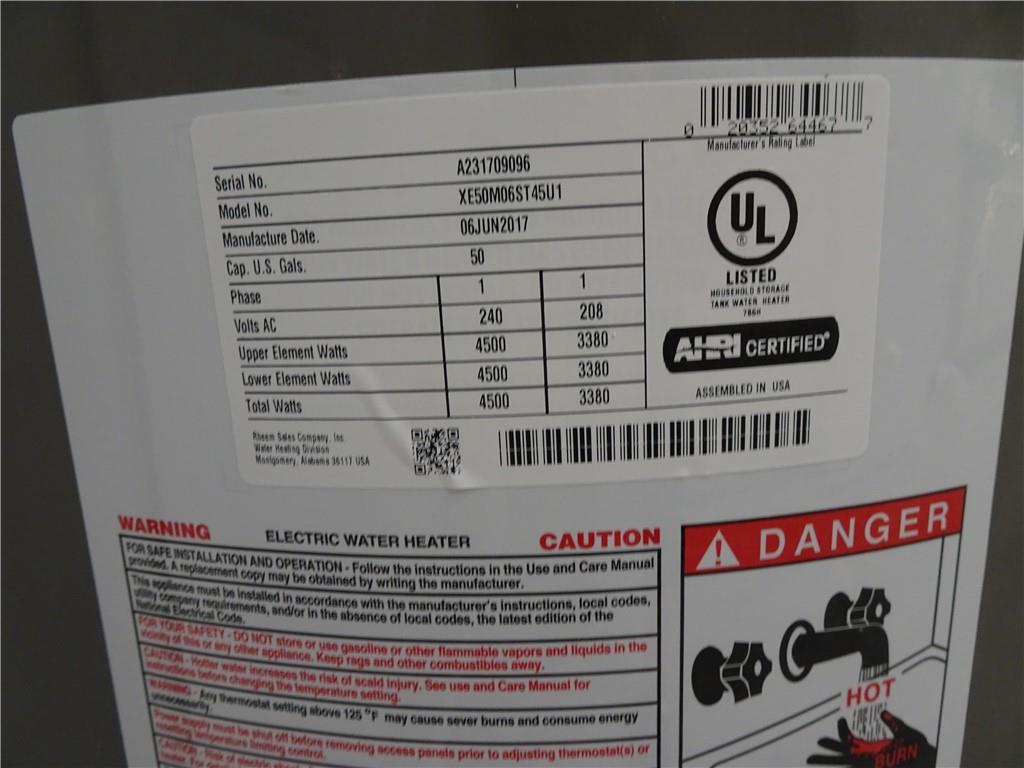 0 20352 64467 7
Manufacturer's Rating Label
Serial No. A231709096
Model No. XE50M06ST45U1
Manufacture Date. 06JUN2017
Cap. U.S. Gals. 50
Phase 1 1
Volts AC 240 208
Upper Element Watts 4500 3380
Lower Element Watts 4500 3380
Total Watts 4500 3380
UL
®
LISTED
HOUSEHOLD STORAGE
TANK WATER HEATER
786H
AHRI CERTIFIED®
ASSEMBLED IN USA
Rheem Sales Company, Inc.
Water Heating Division
Montgomery, Alabama 36117 USA
WARNING ELECTRIC WATER HEATER CAUTION
FOR SAFE INSTALLATION AND OPERATION - Follow the instructions in the Use and Care Manual
provided. A replacement copy may be obtained by writing the manufacturer.
This appliance must be installed in accordance with the manufacturer's instructions, local codes,
utility company requirements, and/or in the absence of local codes, the latest edition of the
National Electrical Code.
FOR YOUR SAFETY - DO NOT store or use gasoline or other flammable vapors and liquids in the
vicinity of this or any other appliance. Keep rags and other combustibles away.
CAUTION - Hotter water increases the risk of scald injury. See use and Care Manual for
instructions before changing the temperature setting.
WARNING - Any thermostat setting above 125 °F may cause sever burns and consume energy
unnecessarily.
Power supply must be shut off before removing access panels prior to adjusting thermostat(s) or
resetting temperature limiting control.
CAUTION - Risk of electric
DANGER
HOT
BURN